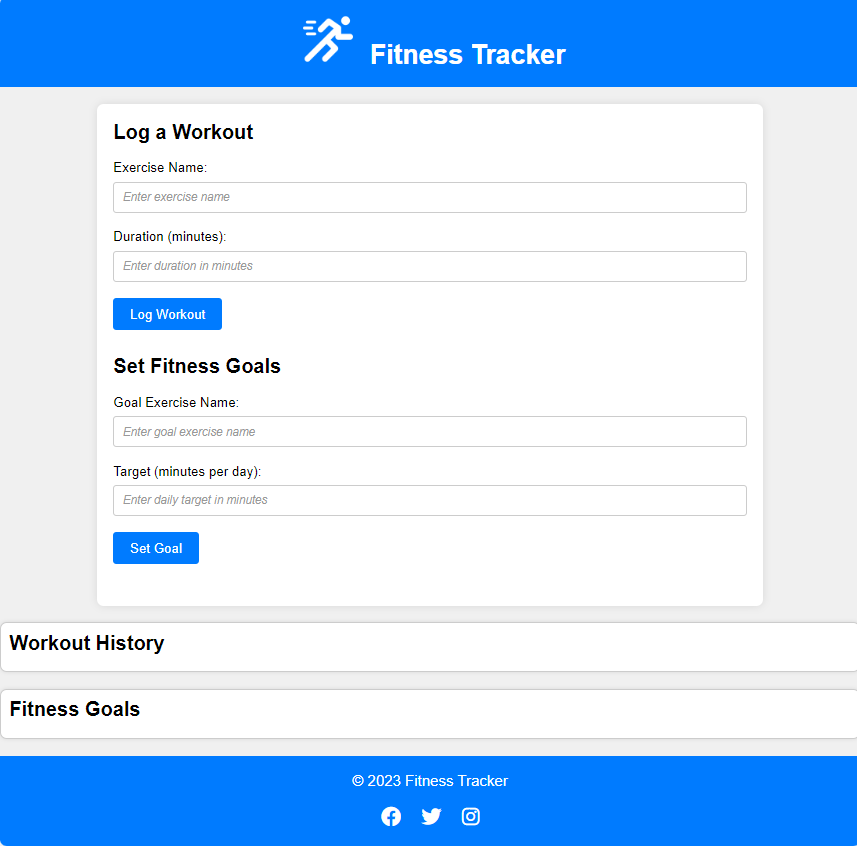 Fitness Tracker
Log a Workout
Exercise Name:
Enter exercise name
Duration (minutes):
Enter duration in minutes
Log Workout
Set Fitness Goals
Goal Exercise Name:
Enter goal exercise name
Target (minutes per day):
Enter daily target in minutes
Set Goal
Workout History
Fitness Goals
© 2023 Fitness Tracker